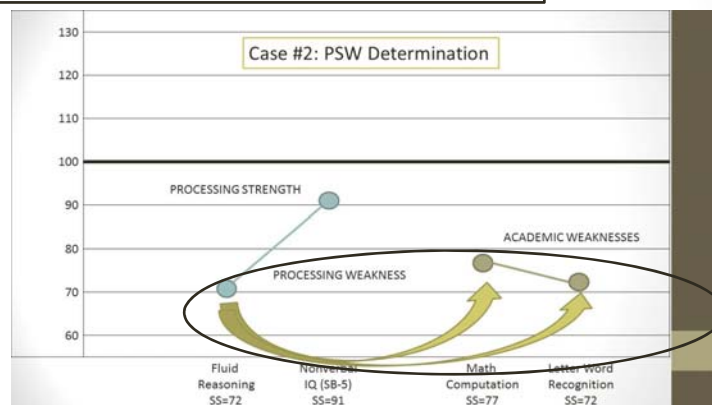 130
Case #2: PSW Determination
120
110
100
PROCESSING STRENGTH
90
ACADEMIC WEAKNESSES
80
PROCESSING WEAKNESS
70
60
Fluid
Reasoning
SS=72
Nonverbal
IQ (SB-5)
SS=91
Math
Computation
SS=77
Letter Word
Recognition
SS=72